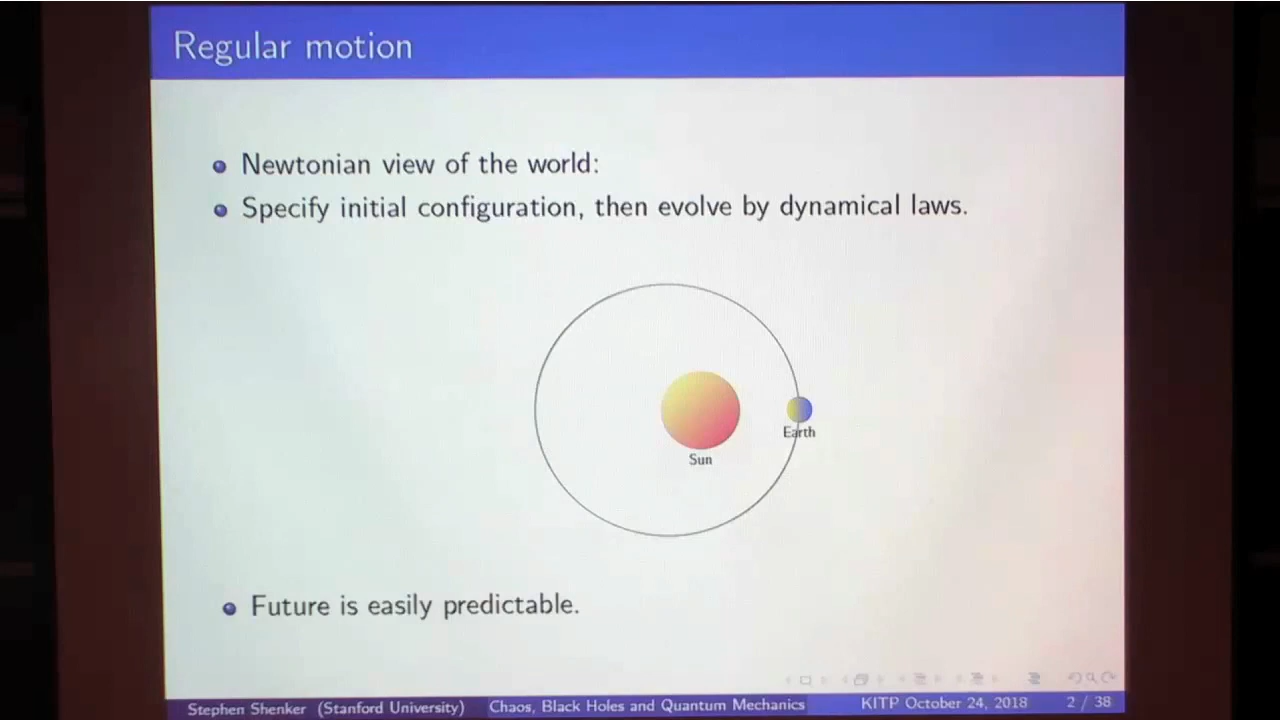 Regular motion
Newtonian view of the world:
Specify initial configuration, then evolve by dynamical laws.
Earth
Sun
Future is easily predictable.
Stephen Shenker (Stanford University) Chaos, Black Holes and Quantum Mechanics KITP October 24, 2018 2 / 38